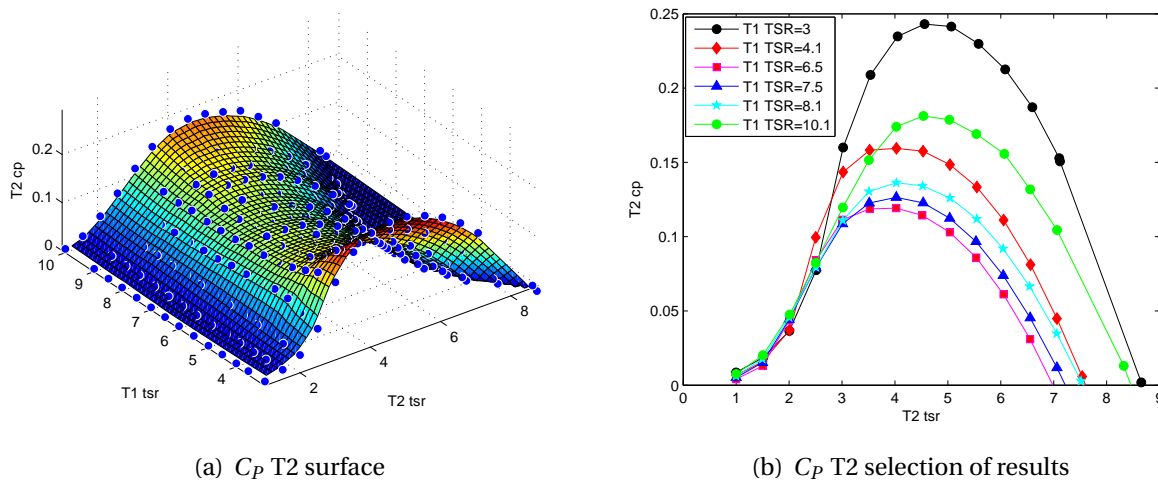 0.2
0.1
0
T2 cp
10
9
8
7
6
5
4
T1 tsr
2
4
6
8
T2 tsr
(a) C_P T2 surface
0.25
0.2
0.15
0.1
0.05
0
T2 cp
T1 TSR=3
T1 TSR=4.1
T1 TSR=6.5
T1 TSR=7.5
T1 TSR=8.1
T1 TSR=10.1
0 1 2 3 4 5 6 7 8 9
T2 tsr
(b) C_P T2 selection of results